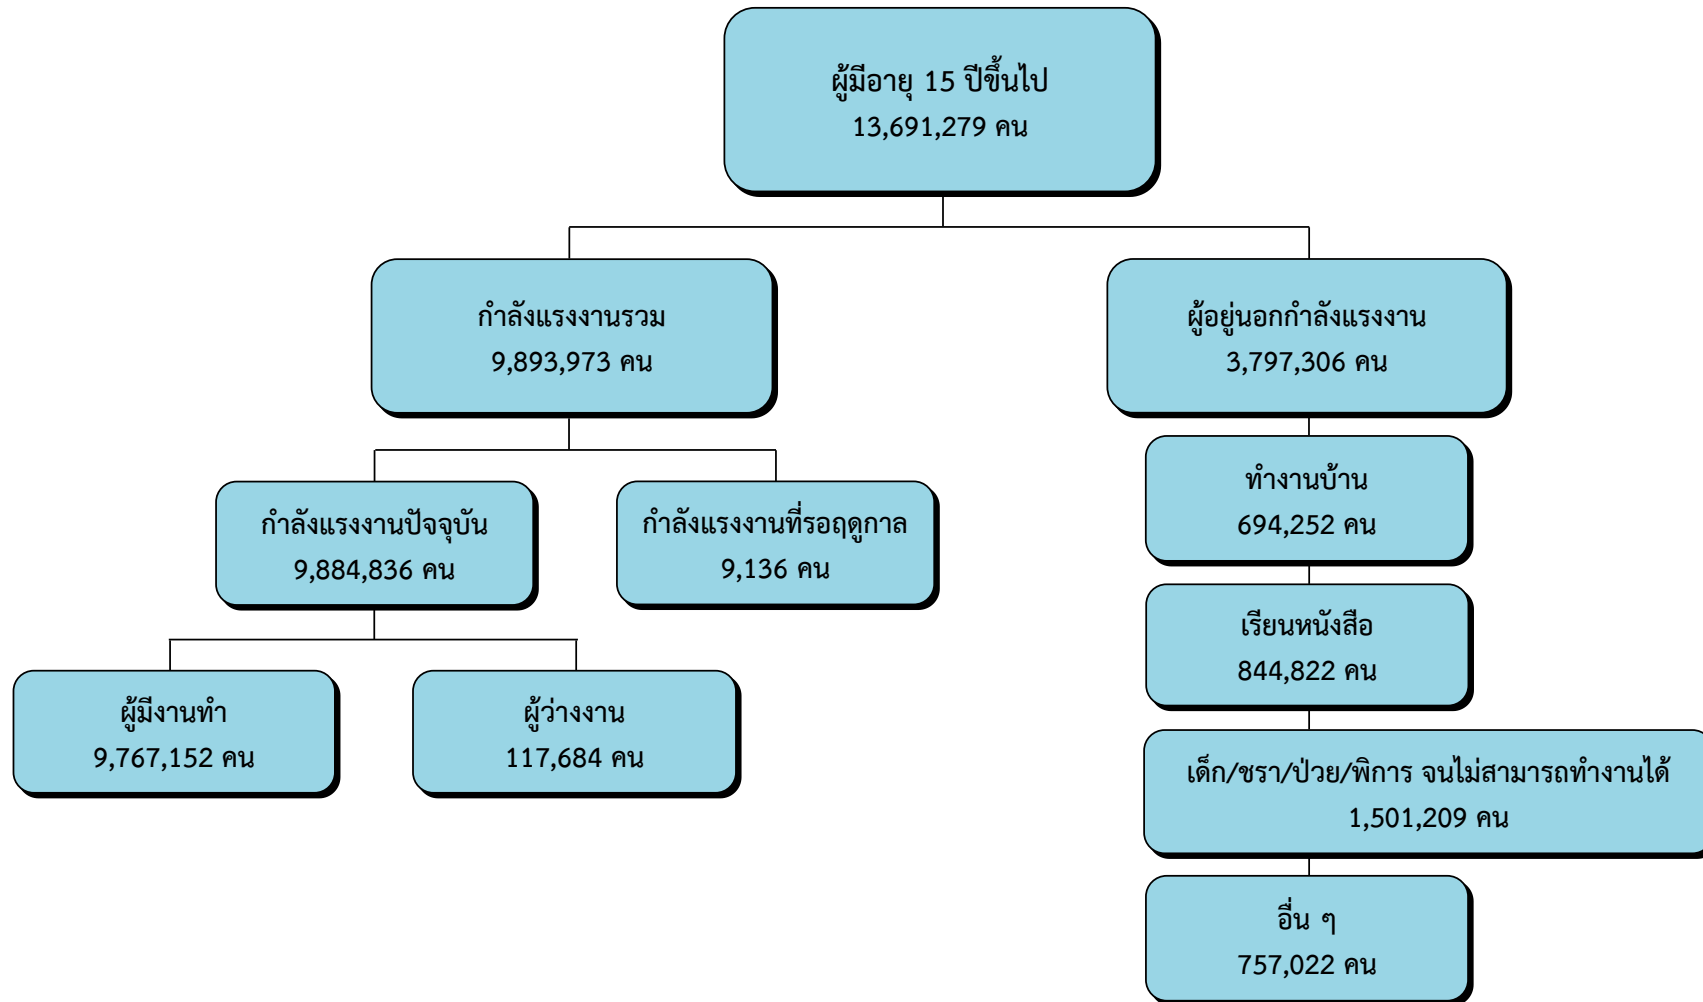 ผู้มีอายุ 15 ปีขึ้นไป
13,691,279 คน
กำลังแรงงานรวม
9,893,973 คน
ผู้อยู่นอกกำลังแรงงาน
3,797,306 คน
กำลังแรงงานปัจจุบัน
9,884,836 คน
กำลังแรงงานที่รอฤดูกาล
9,136 คน
ผู้มีงานทำ
9,767,152 คน
ผู้ว่างงาน
117,684 คน
ทำงานบ้าน
694,252 คน
เรียนหนังสือ
844,822 คน
เด็ก/ชรา/ป่วย/พิการ จนไม่สามารถทำงานได้
1,501,209 คน
อื่น ๆ
757,022 คน